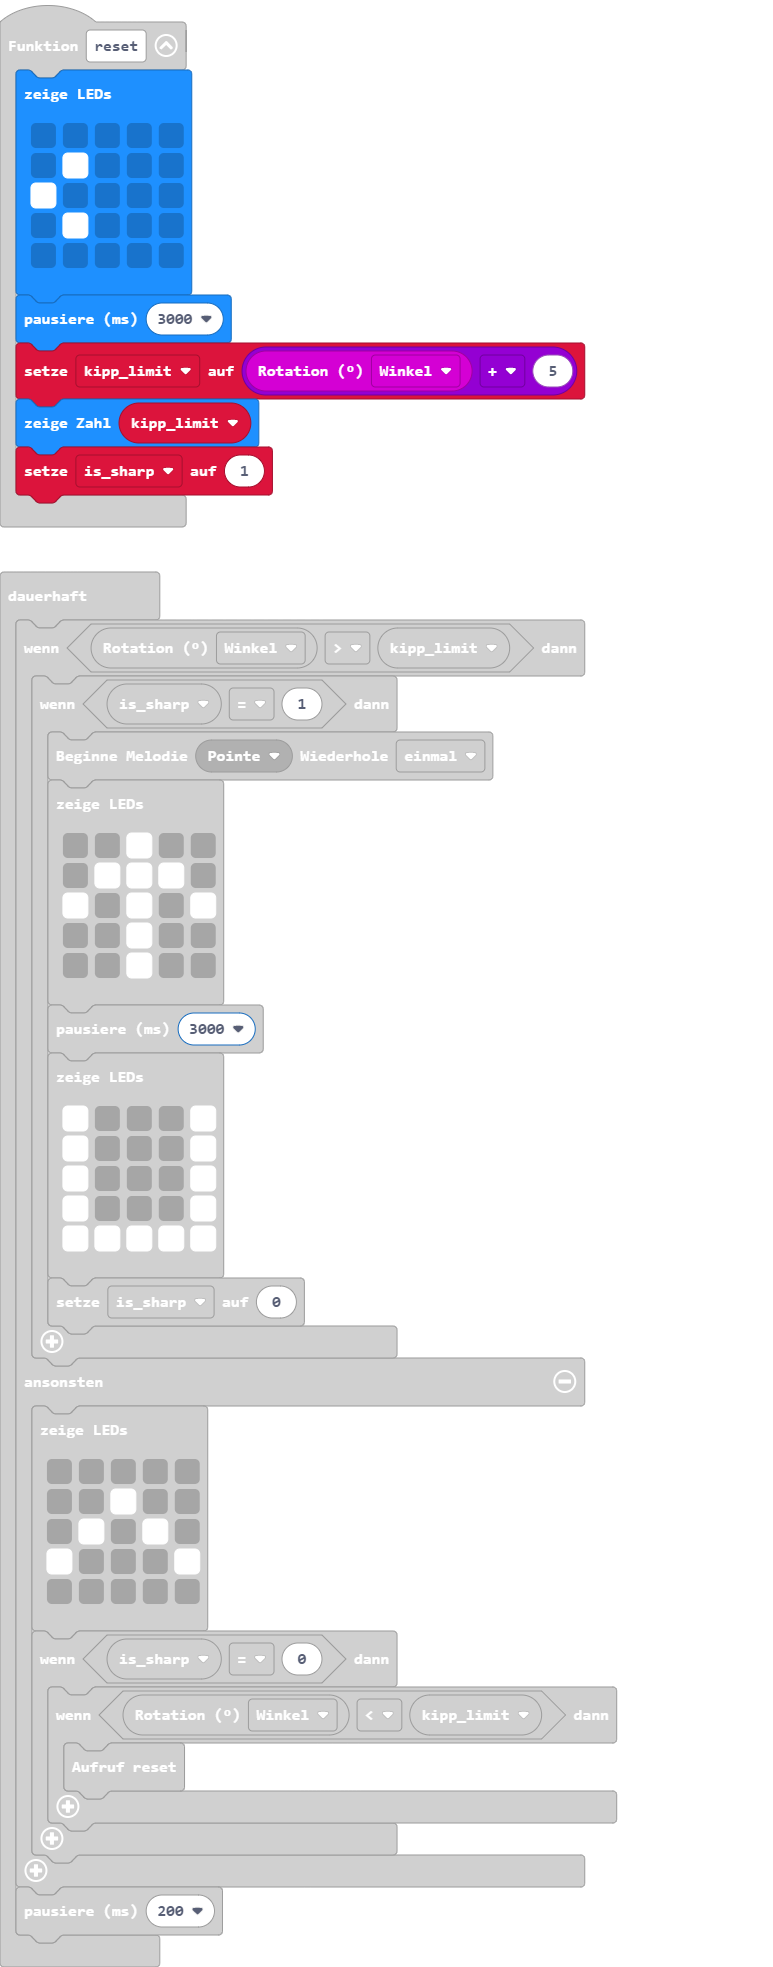 Funktion reset
zeige LEDs
pausiere (ms) 3000
setze kipp_limit auf Rotation (º) Winkel + 5
zeige Zahl kipp_limit
setze is_sharp auf 1
dauerhaft
wenn Rotation (º) Winkel > kipp_limit dann
wenn is_sharp = 1 dann
Beginne Melodie Pointe Wiederhole einmal
zeige LEDs
pausiere (ms) 3000
zeige LEDs
setze is_sharp auf 0
ansonsten
zeige LEDs
wenn is_sharp = 0 dann
wenn Rotation (º) Winkel < kipp_limit dann
Aufruf reset
pausiere (ms) 200